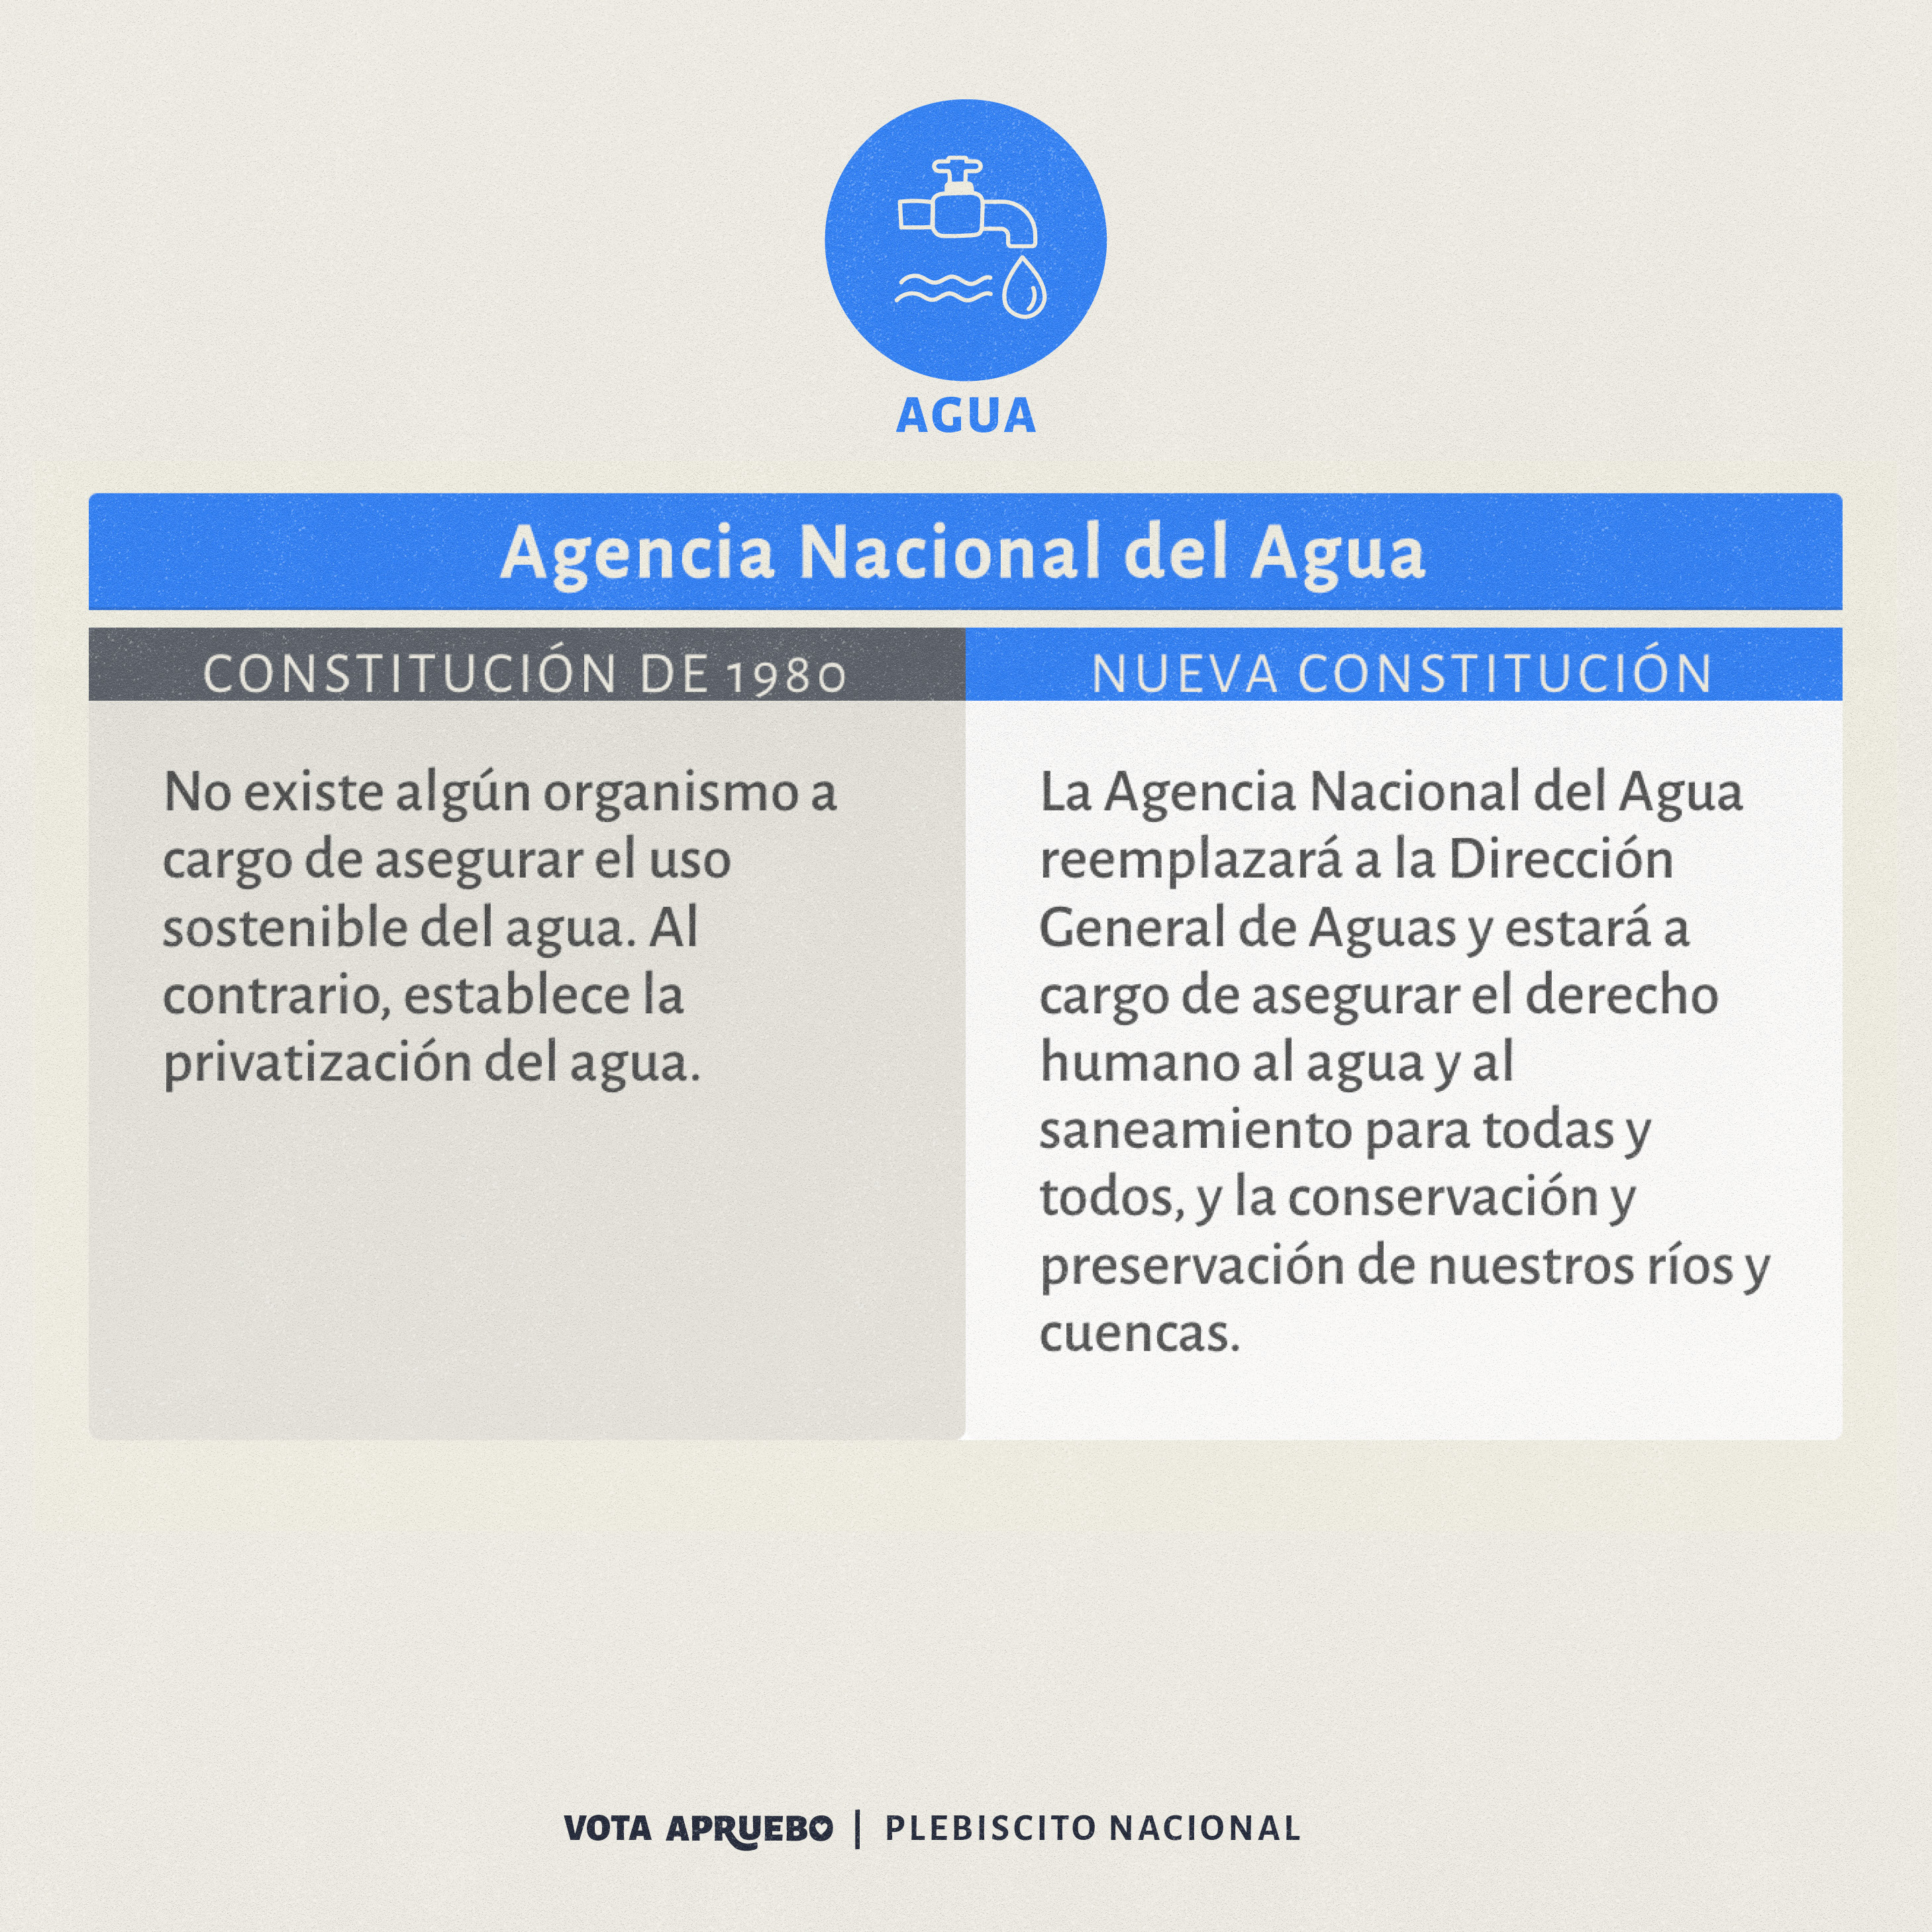 AGUA
Agencia Nacional del Agua
CONSTITUCIÓN DE 1980
No existe algún organismo a
cargo de asegurar el uso
sostenible del agua. Al
contrario, establece la
privatización del agua.
NUEVA CONSTITUCIÓN
La Agencia Nacional del Agua
reemplazará a la Dirección
General de Aguas y estará a
cargo de asegurar el derecho
humano al agua y al
saneamiento para todas y
todos, y la conservación y
preservación de nuestros ríos y
cuencas.
VOTA APRUEBO | PLEBISCITO NACIONAL